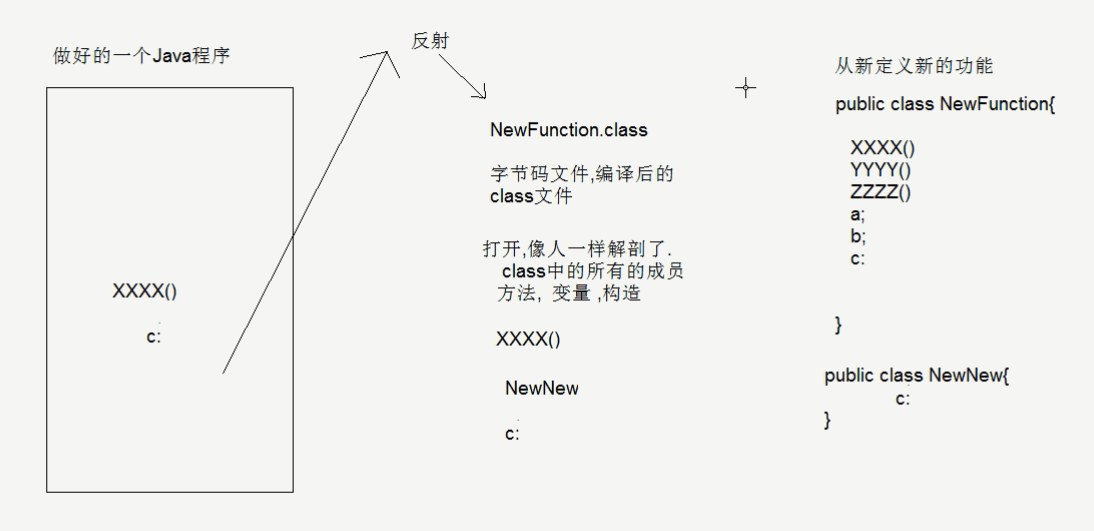 做好的一个Java程序
XXXX()
c:
反射
NewFunction.class
字节码文件,编译后的
class文件
打开,像人一样解剖了.
class中的所有的成员
方法, 变量 ,构造
XXXX()
NewNew
c:
从新定义新的功能
public class NewFunction{
XXXX()
YYYY()
ZZZZ()
a;
b;
c:
}
public class NewNew{
c:
}